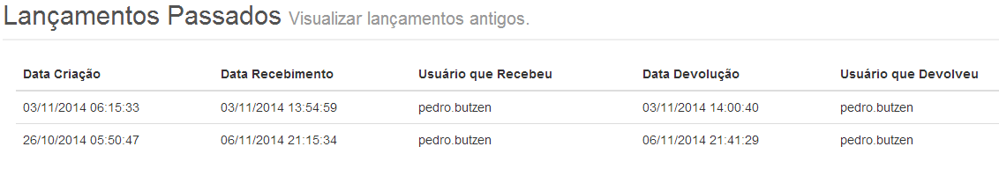 Lançamentos Passados Visualizar lançamentos antigos.
Data Criação Data Recebimento Usuário que Recebeu Data Devolução Usuário que Devolveu
03/11/2014 06:15:33 03/11/2014 13:54:59 pedro.butzen 03/11/2014 14:00:40 pedro.butzen
26/10/2014 05:50:47 06/11/2014 21:15:34 pedro.butzen 06/11/2014 21:41:29 pedro.butzen